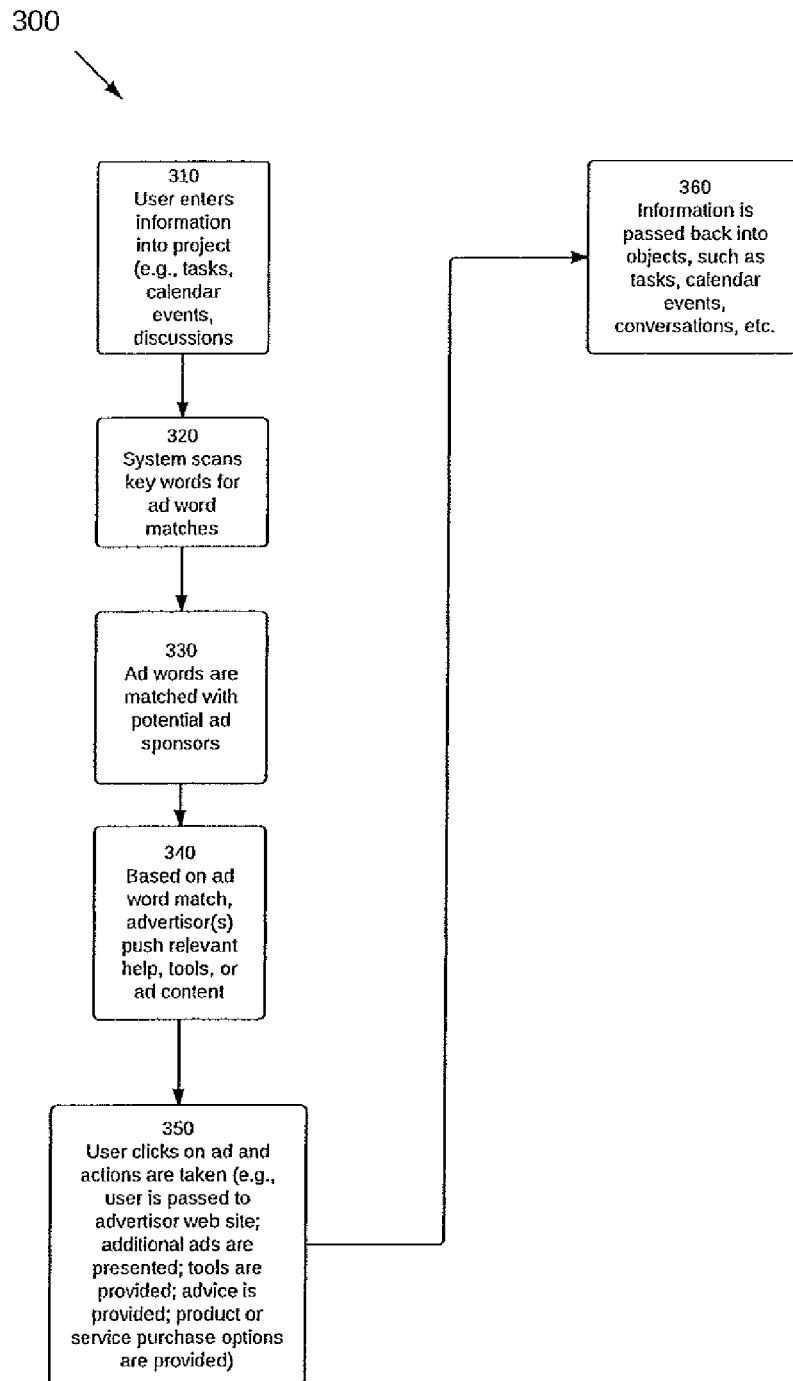 300
310
User enters
information
into project
(e.g., tasks,
calendar
events,
discussions
320
System scans
key words for
ad word
matches
330
Ad words are
matched with
potential ad
sponsors
340
Based on ad
word match,
advertisor(s)
push relevant
help, tools, or
ad content
350
User clicks on ad and
actions are taken (e.g.,
user is passed to
advertisor web site;
additional ads are
presented; tools are
provided; advice is
provided; product or
service purchase options
are provided)
360
Information is
passed back into
objects, such as
tasks, calendar
events,
conversations, etc.